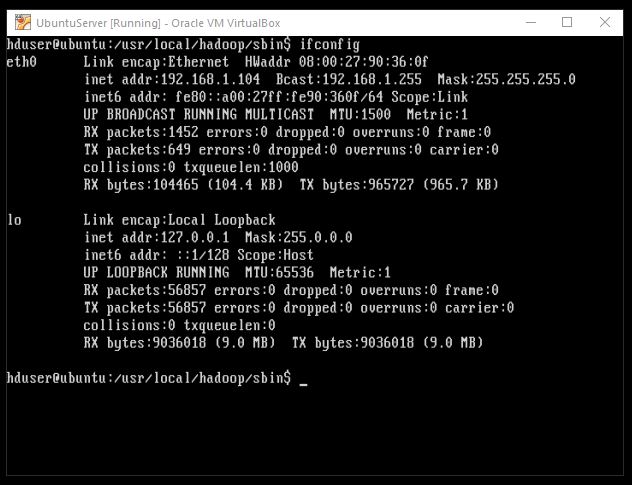 UbuntuServer [Running] - Oracle VM VirtualBox
hduser@ubuntu:/usr/local/hadoop/sbin$ ifconfig
eth0 Link encap:Ethernet HWaddr 08:00:27:90:36:0f
inet addr:192.168.1.104 Bcast:192.168.1.255 Mask:255.255.255.0
inet6 addr: fe80::a00:27ff:fe90:360f/64 Scope:Link
UP BROADCAST RUNNING MULTICAST MTU:1500 Metric:1
RX packets:1452 errors:0 dropped:0 overruns:0 frame:0
TX packets:649 errors:0 dropped:0 overruns:0 carrier:0
collisions:0 txqueuelen:1000
RX bytes:104465 (104.4 KB) TX bytes:965727 (965.7 KB)
lo Link encap:Local Loopback
inet addr:127.0.0.1 Mask:255.0.0.0
inet6 addr: ::1/128 Scope:Host
UP LOOPBACK RUNNING MTU:65536 Metric:1
RX packets:56857 errors:0 dropped:0 overruns:0 frame:0
TX packets:56857 errors:0 dropped:0 overruns:0 carrier:0
collisions:0 txqueuelen:0
RX bytes:9036018 (9.0 MB) TX bytes:9036018 (9.0 MB)
hduser@ubuntu:/usr/local/hadoop/sbin$ _